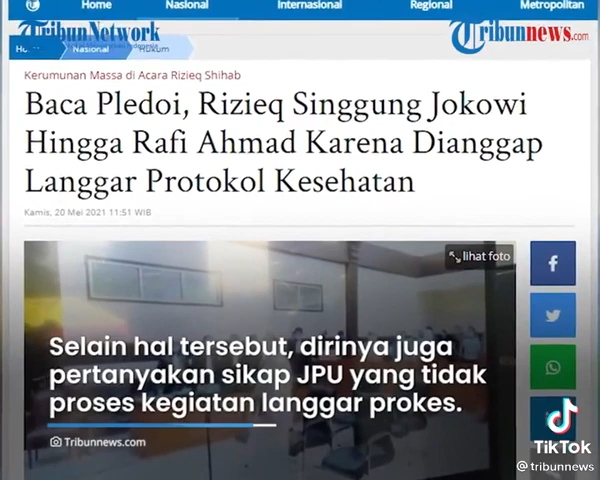 Home Nasional Internasional Regional Metropolitan
TribunNetwork
Tribunnews.com
Nasional Hukum
Kerumunan Massa di Acara Rizieq Shihab
Baca Pledoi, Rizieq Singgung Jokowi
Hingga Rafi Ahmad Karena Dianggap
Langgar Protokol Kesehatan
Kamis, 20 Mei 2021 11:51 WIB
lihat foto
Selain hal tersebut, dirinya juga
pertanyakan sikap JPU yang tidak
proses kegiatan langgar prokes.
Tribunnews.com
TikTok
@tribunnews